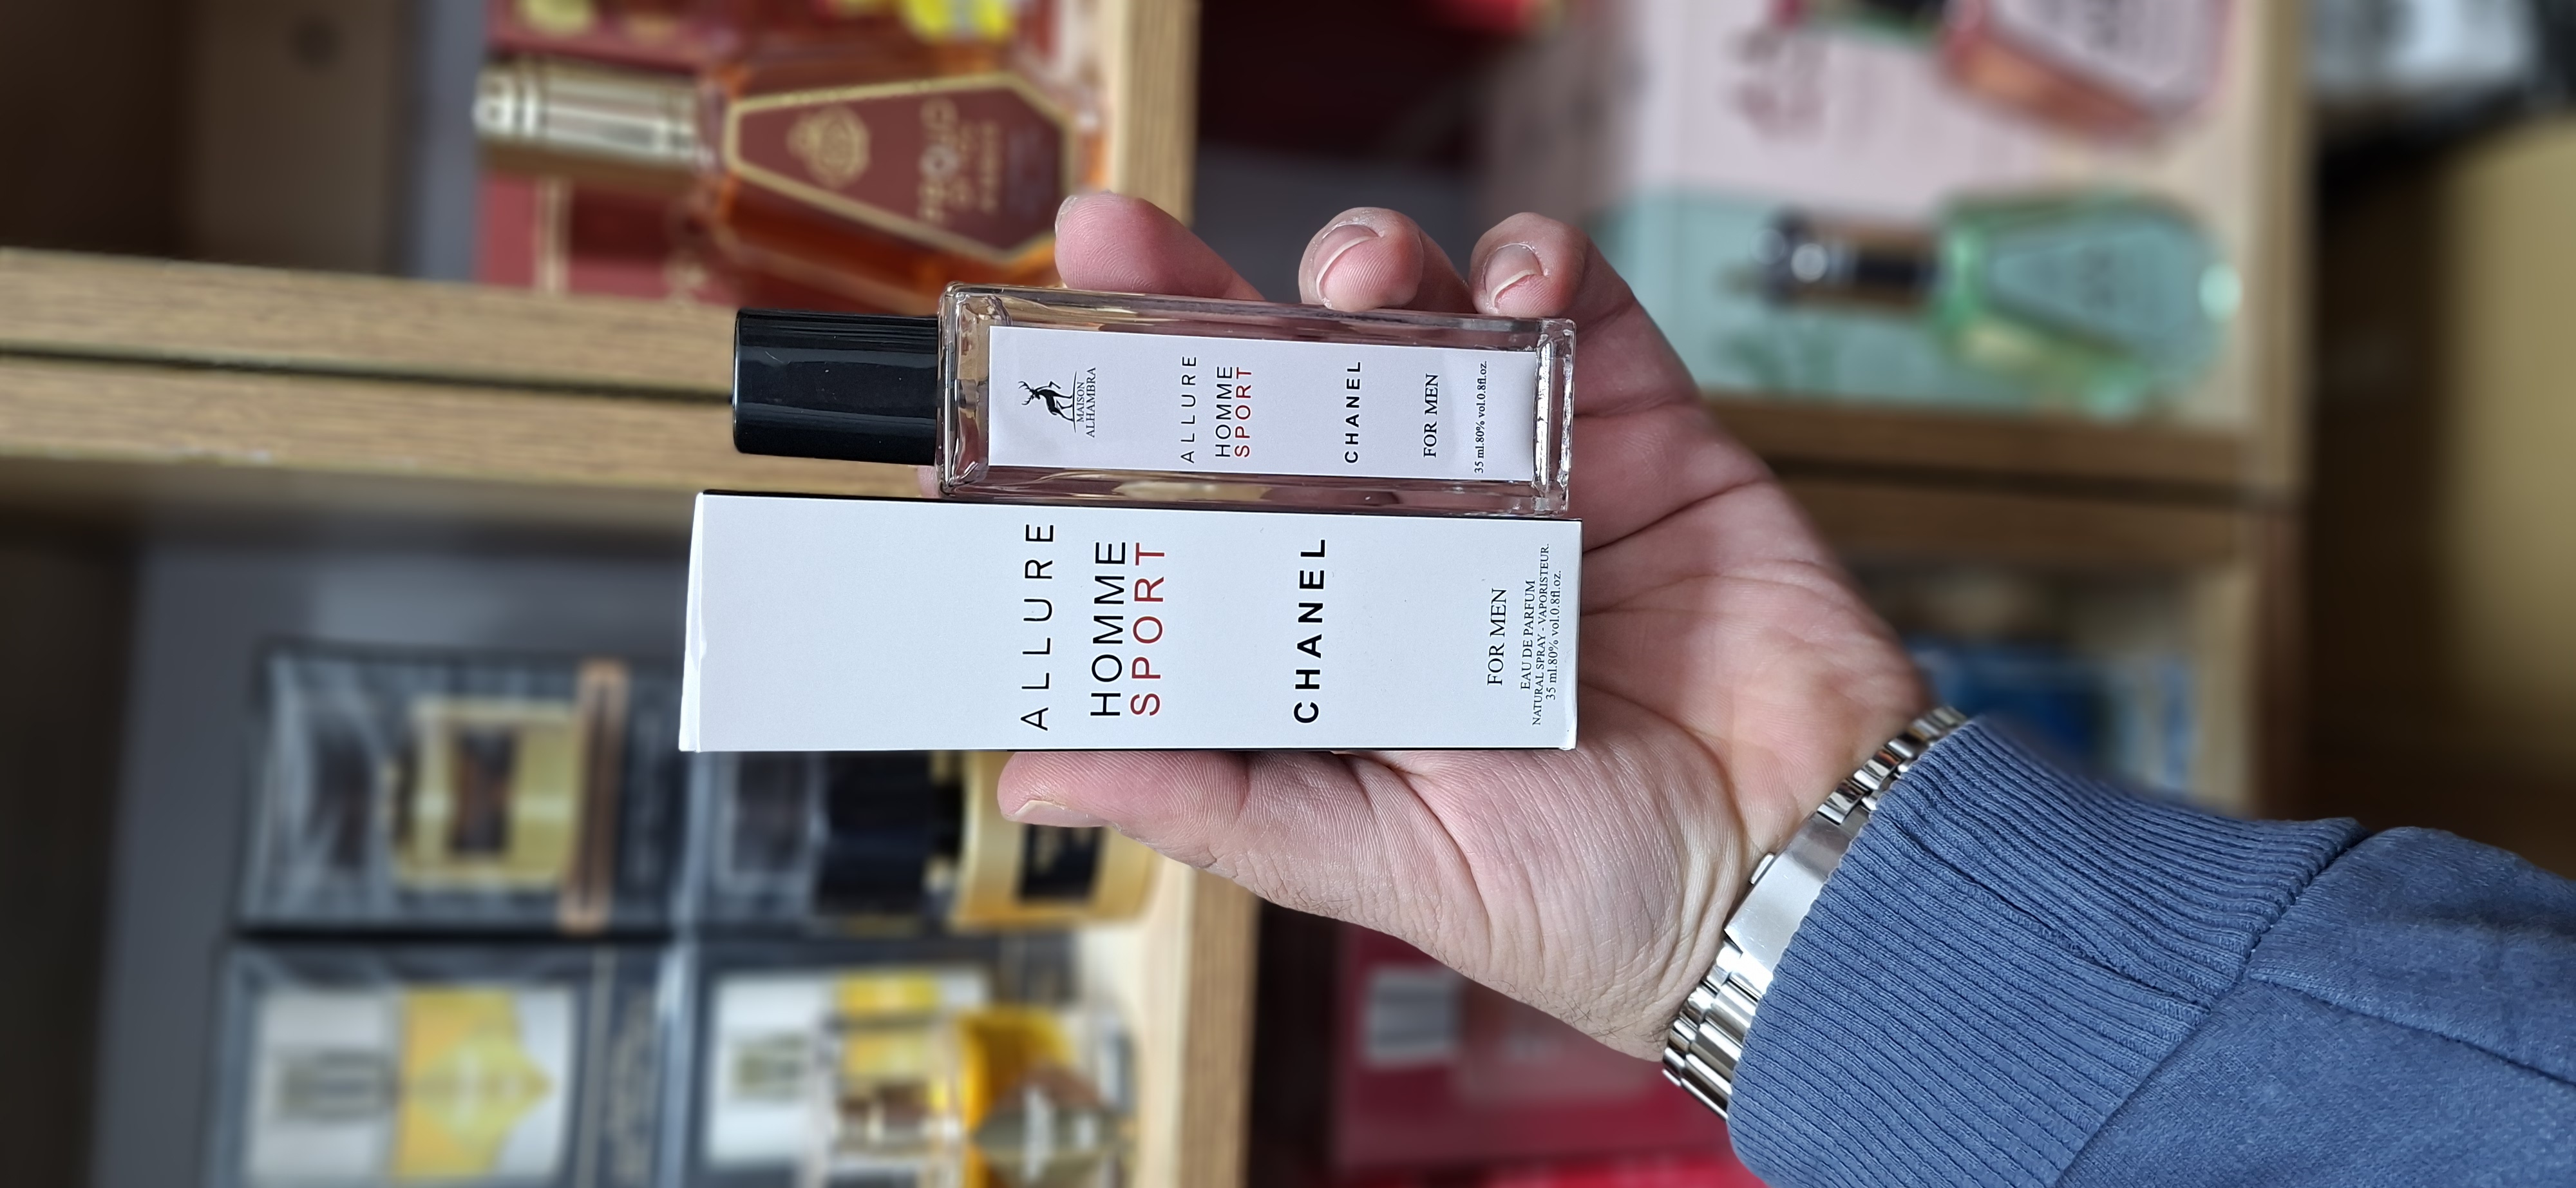 MAISON
ALHAMBRA
ALLURE
HOMME
SPORT
CHANEL
FOR MEN
35 ml.80% vol.0.8fl.oz.
ALLURE
HOMME
SPORT
CHANEL
FOR MEN
EAU DE PARFUM
NATURAL SPRAY - VAPORISTEUR.
35 ml.80% vol.0.8fl.oz.